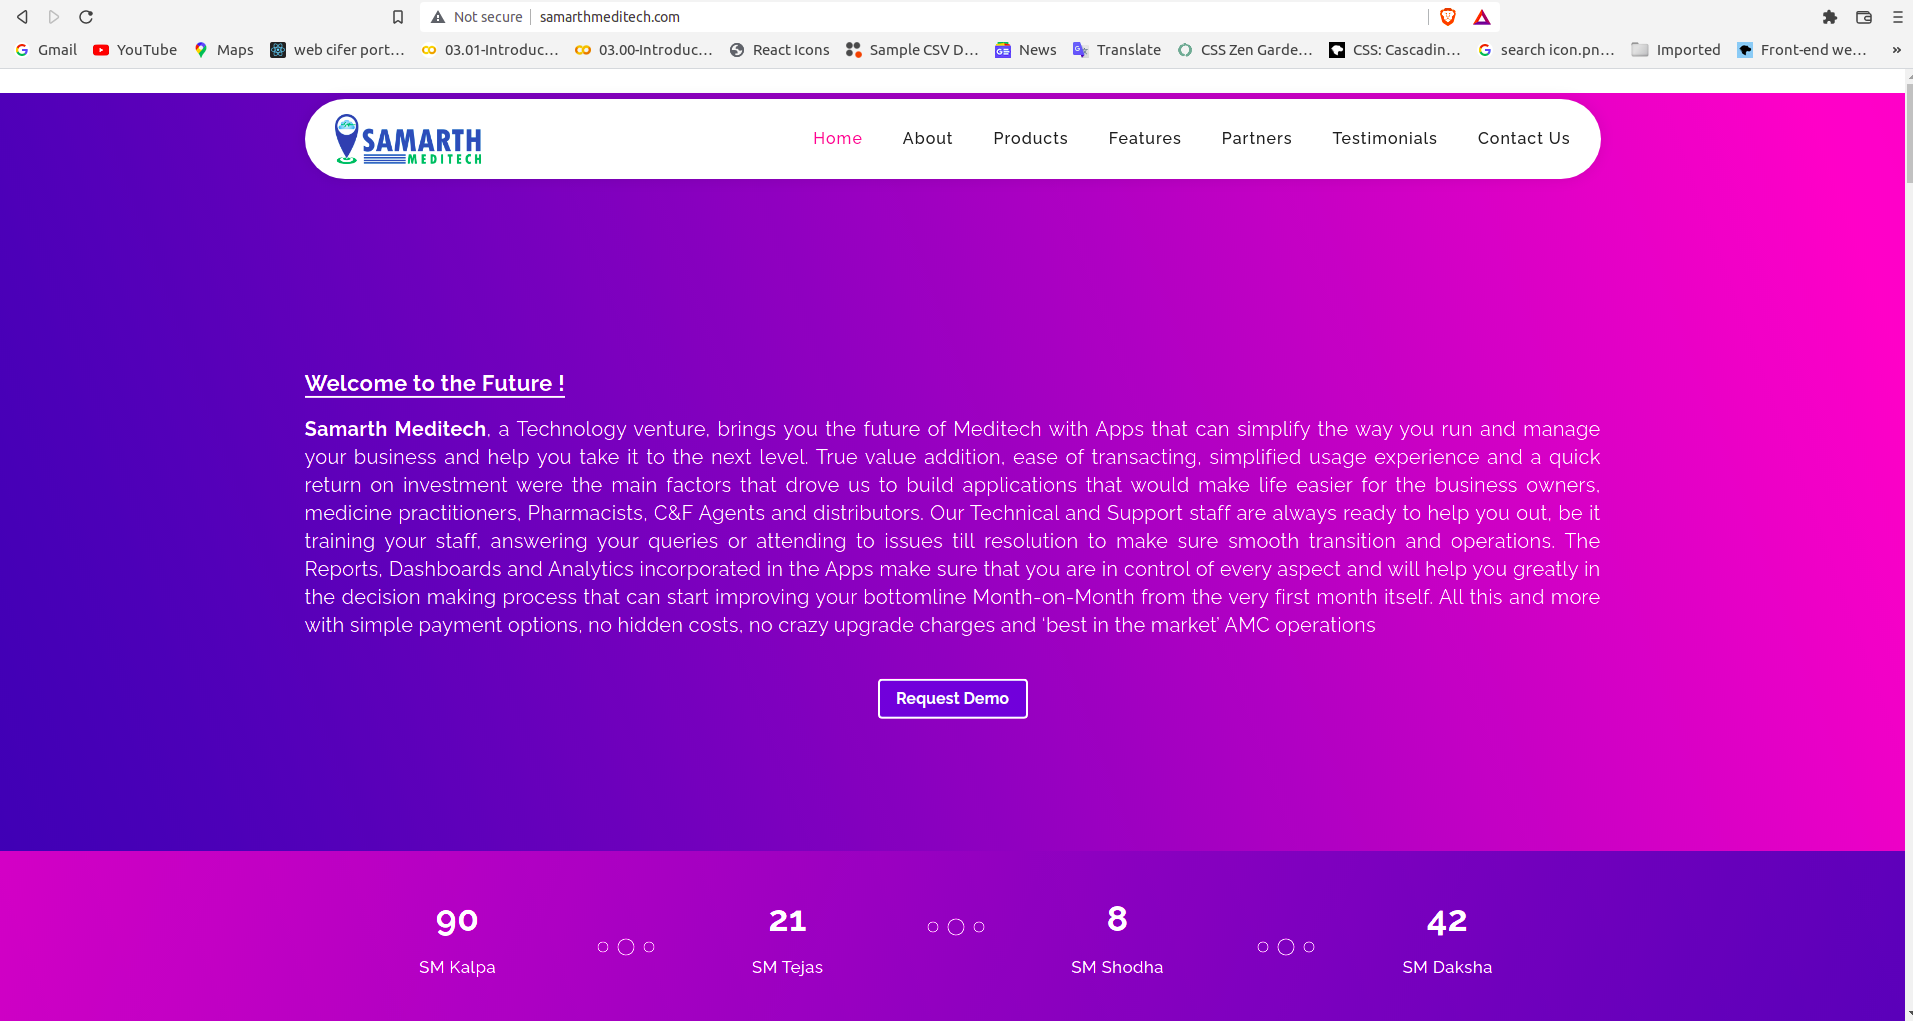 Not secure
samarthmeditech.com
Gmail
YouTube
Maps
web cifer port...
03.01-Introduc...
03.00-Introduc...
React Icons
Sample CSV D...
News
Translate
CSS Zen Garde...
CSS: Cascadin...
search icon.pn...
Imported
Front-end we...
»
SAMARTH
MEDITECH
Home
About
Products
Features
Partners
Testimonials
Contact Us
Welcome to the Future !
Samarth Meditech, a Technology venture, brings you the future of Meditech with Apps that can simplify the way you run and manage
your business and help you take it to the next level. True value addition, ease of transacting, simplified usage experience and a quick
return on investment were the main factors that drove us to build applications that would make life easier for the business owners,
medicine practitioners, Pharmacists, C&F Agents and distributors. Our Technical and Support staff are always ready to help you out, be it
training your staff, answering your queries or attending to issues till resolution to make sure smooth transition and operations. The
Reports, Dashboards and Analytics incorporated in the Apps make sure that you are in control of every aspect and will help you greatly in
the decision making process that can start improving your bottomline Month-on-Month from the very first month itself. All this and more
with simple payment options, no hidden costs, no crazy upgrade charges and ‘best in the market’ AMC operations
Request Demo
90
SM Kalpa
21
SM Tejas
8
SM Shodha
42
SM Daksha